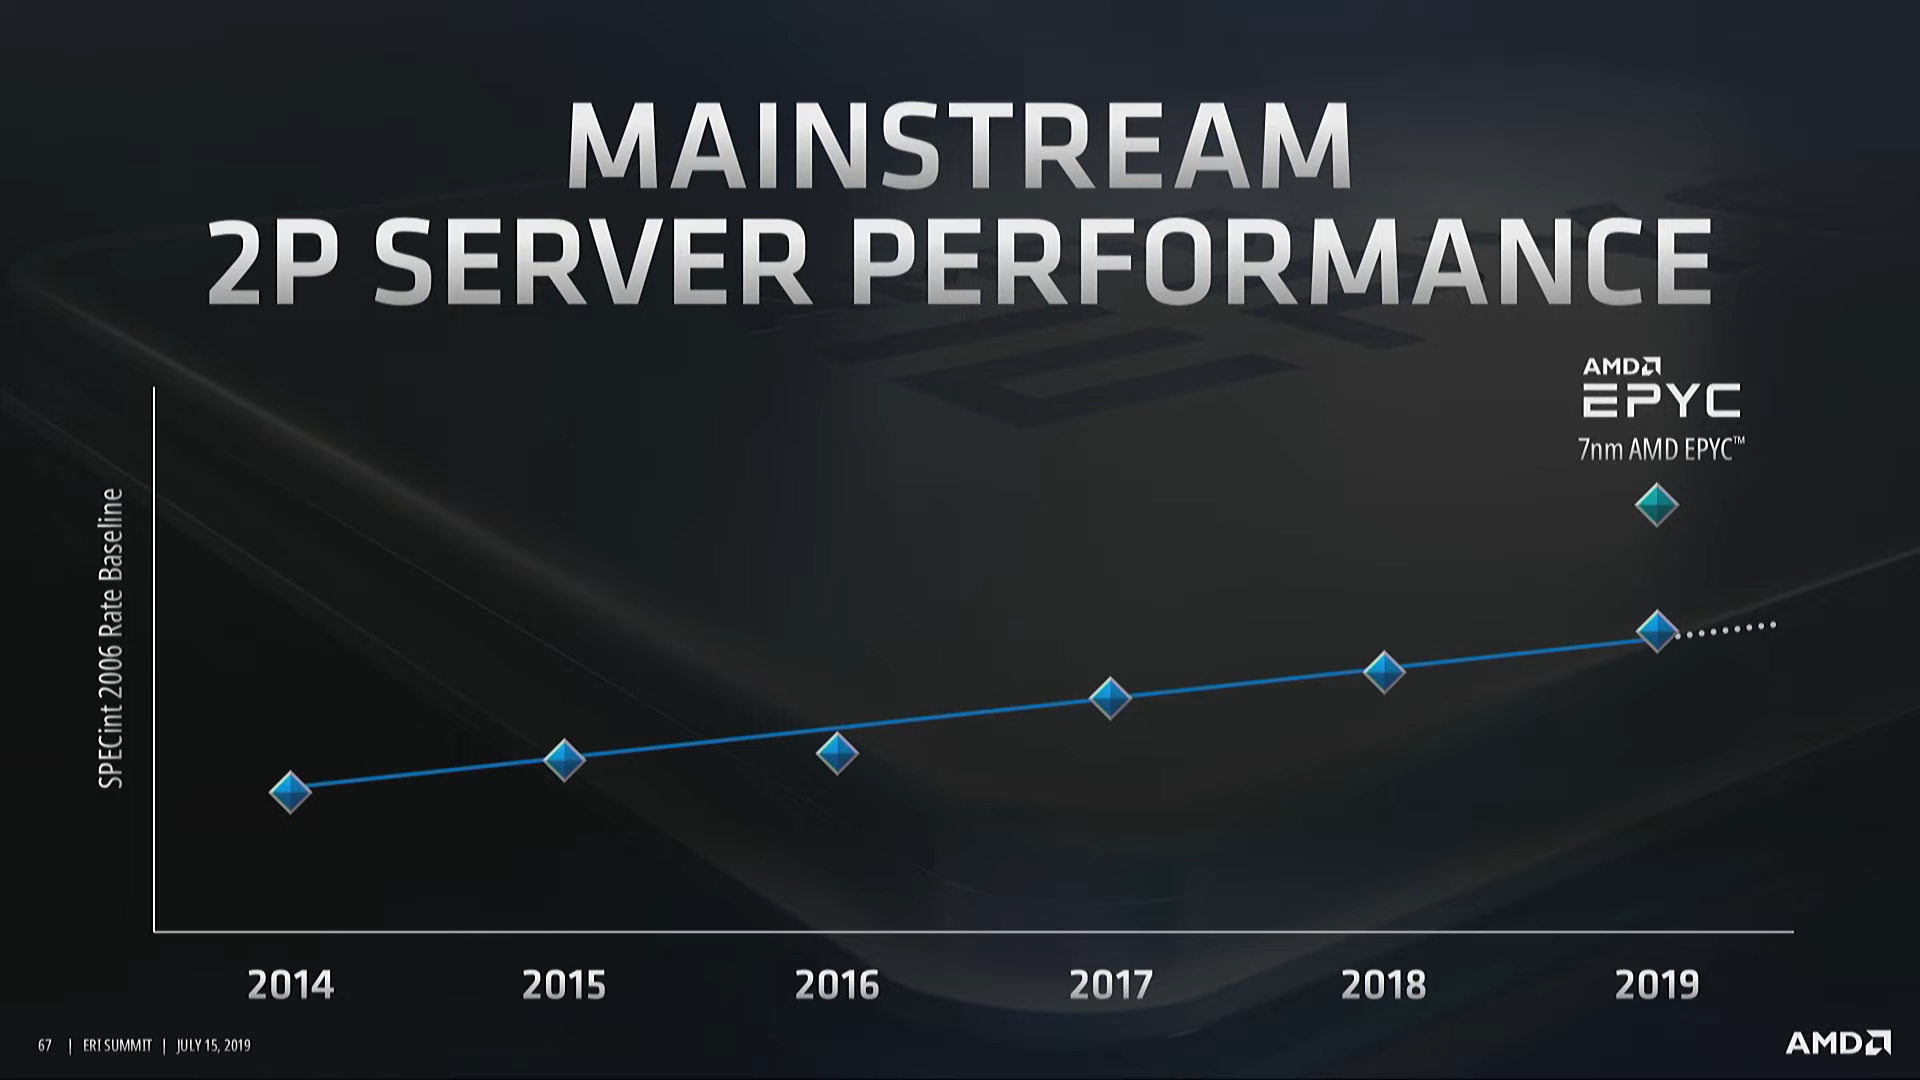 MAINSTREAM
2P SERVER PERFORMANCE
AMD
EPYC
7nm AMD EPYC™
SPECint 2006 Rate Baseline
2014 2015 2016 2017 2018 2019
67 | ERI SUMMIT | JULY 15, 2019
AMD